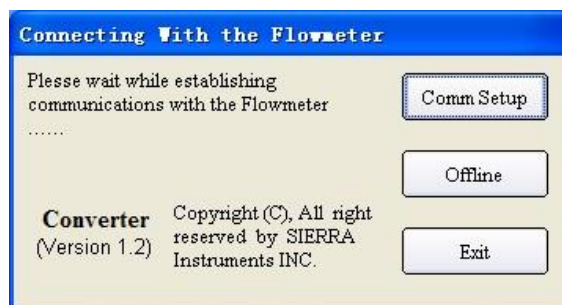 Connecting With the Flowmeter
Plesse wait while establishing
communications with the Flowmeter
......
Comm Setup
Offline
Converter
(Version 1.2)
Copyright (C), All right
reserved by SIERRA
Instruments INC.
Exit